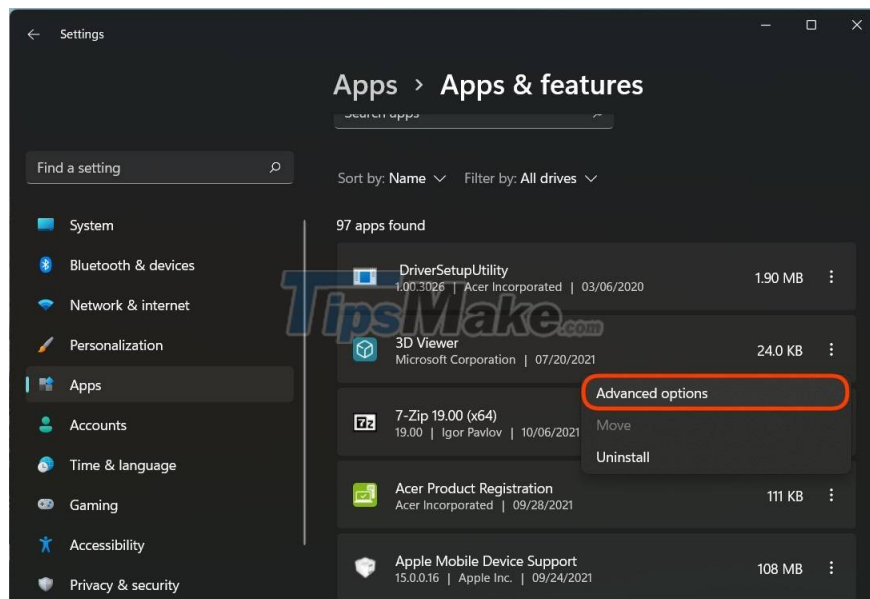 Settings
Apps > Apps & features
Search apps
Find a setting
Sort by: Name Filter by: All drives
System
97 apps found
Bluetooth & devices
DriverSetupUtility
1.00.3026 | Acer Incorporated | 03/06/2020
1.90 MB
Network & internet
TipsMake.com
Personalization
3D Viewer
Microsoft Corporation | 07/20/2021
24.0 KB
Apps
Advanced options
Move
Uninstall
Accounts
7-Zip 19.00 (x64)
19.00 | Igor Pavlov | 10/06/2021
Time & language
Gaming
Acer Product Registration
Acer Incorporated | 09/28/2021
111 KB
Accessibility
Apple Mobile Device Support
15.0.0.16 | Apple Inc. | 09/24/2021
108 MB
Privacy & security